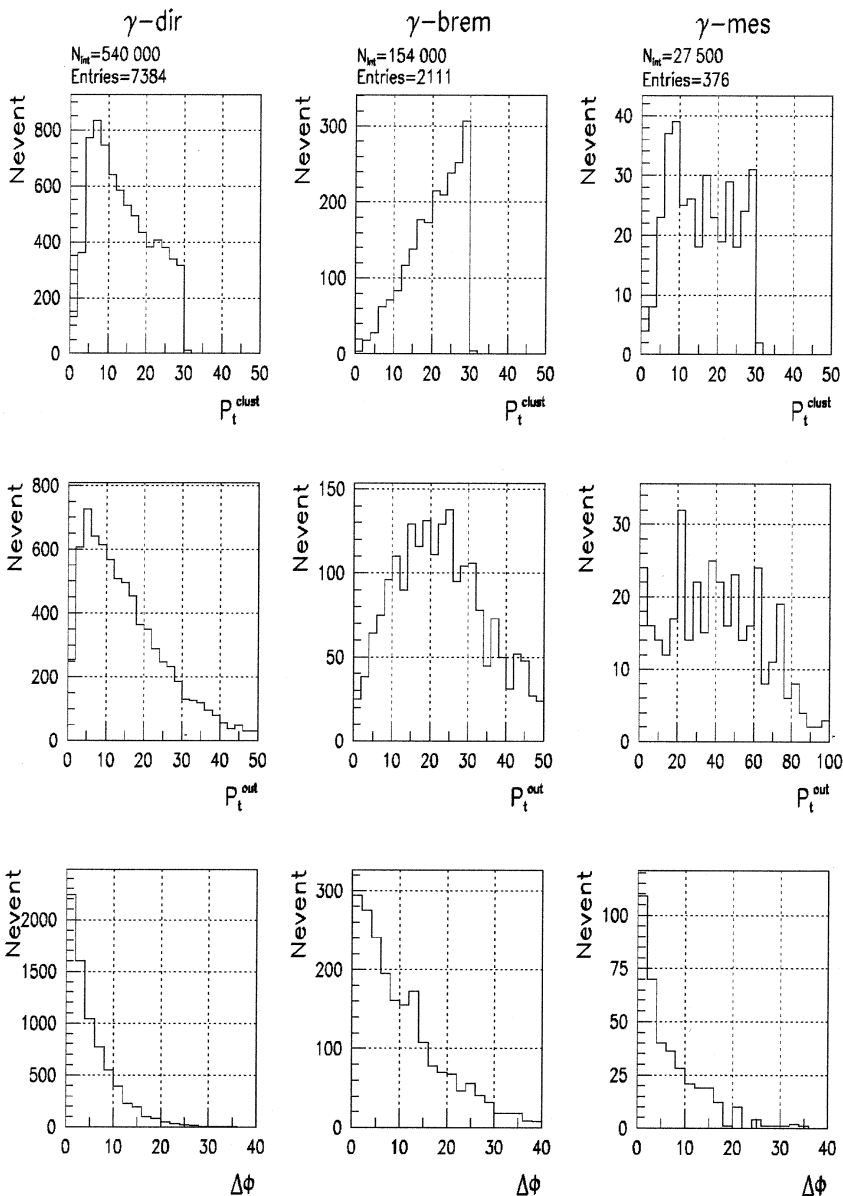 γ-dir
γ-brem
γ-mes
N_int=540 000
Entries=7384
N_int=154 000
Entries=2111
N_int=27 500
Entries=376
Nevent
0
200
400
600
800
0 10 20 30 40 50
P_t^clust
Nevent
0
100
200
300
0 10 20 30 40 50
P_t^clust
Nevent
0
10
20
30
40
0 10 20 30 40 50
P_t^clust
Nevent
0
200
400
600
800
0 10 20 30 40 50
P_t^out
Nevent
0
50
100
150
0 10 20 30 40 50
P_t^out
Nevent
0
10
20
30
0 20 40 60 80 100
P_t^out
Nevent
0
500
1000
1500
2000
0 10 20 30 40
Δϕ
Nevent
0
100
200
300
0 10 20 30 40
Δϕ
Nevent
0
25
50
75
100
0 10 20 30 40
Δϕ